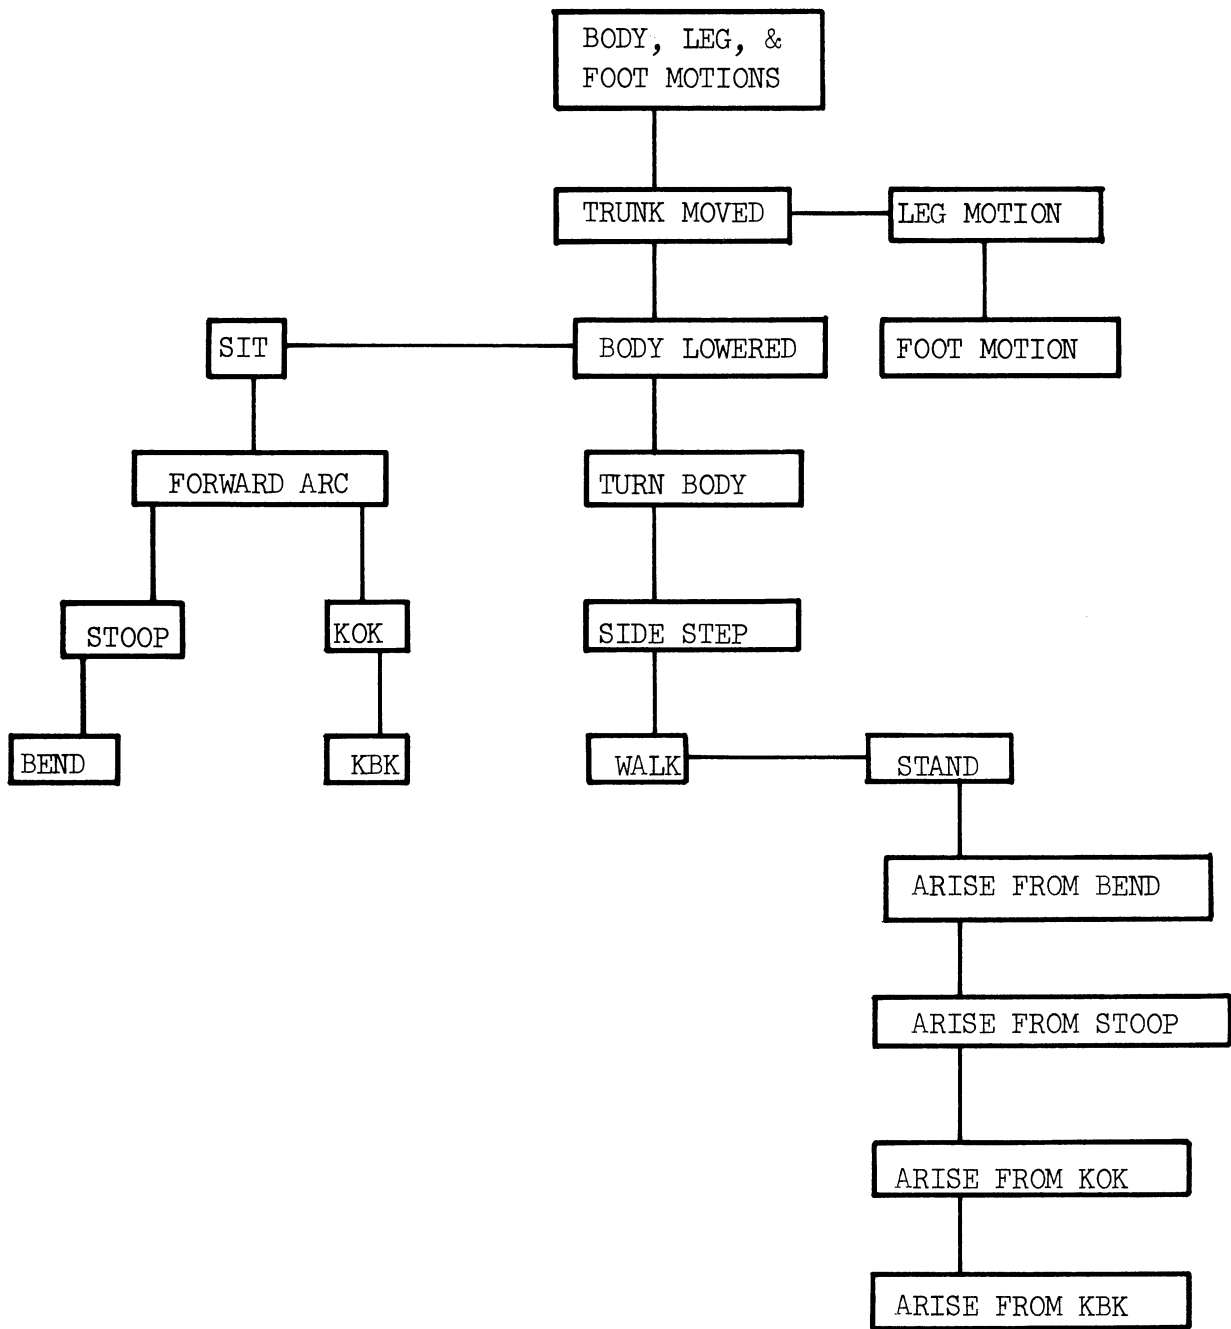 BODY, LEG, &
FOOT MOTIONS
TRUNK MOVED
LEG MOTION
SIT
BODY LOWERED
FOOT MOTION
FORWARD ARC
TURN BODY
STOOP
KOK
SIDE STEP
BEND
KBK
WALK
STAND
ARISE FROM BEND
ARISE FROM STOOP
ARISE FROM KOK
ARISE FROM KBK